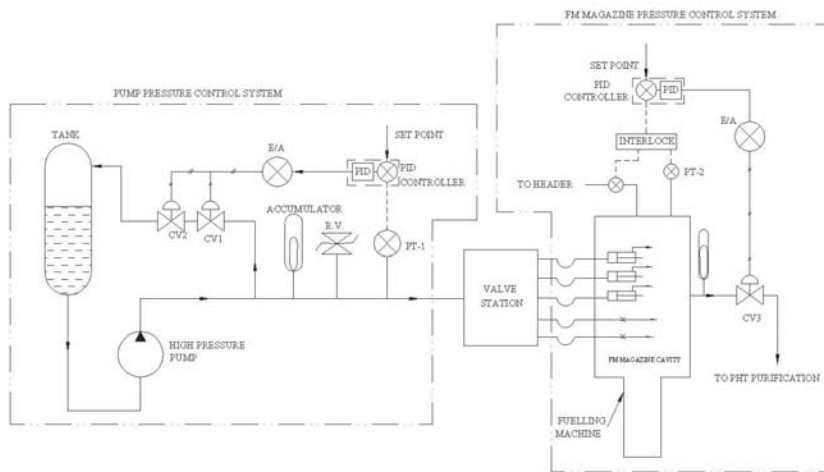 FM MAGAZINE PRESSURE CONTROL SYSTEM
SET POINT
PID
CONTROLLER
PID
E/A
INTERLOCK
PT-2
TO HEADER
PUMP PRESSURE CONTROL SYSTEM
TANK
E/A
SET POINT
PID
PID
CONTROLLER
CV2
CV1
ACCUMULATOR
R.V.
PT-1
VALVE
STATION
HIGH PRESSURE
PUMP
FM MAGAZINE CAVITY
CV3
TO PHT PURIFICATION
FUELLING
MACHINE